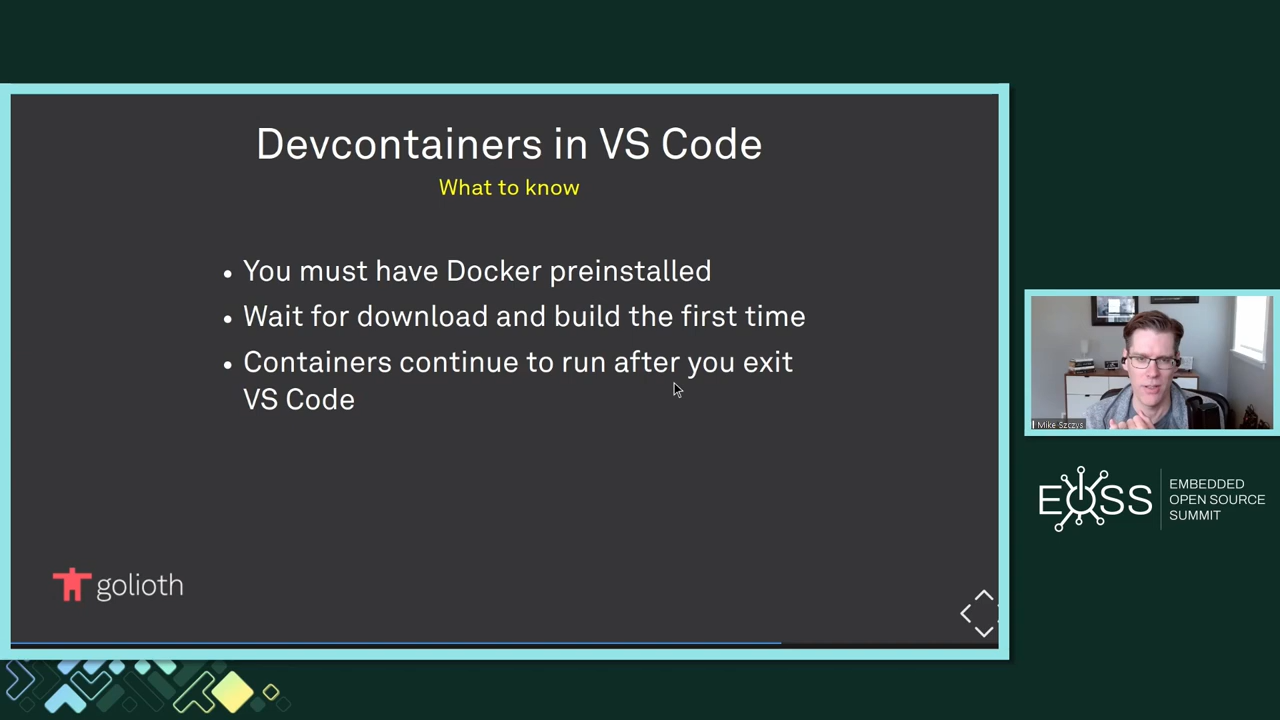 Devcontainers in VS Code
What to know
• You must have Docker preinstalled
• Wait for download and build the first time
• Containers continue to run after you exit
VS Code
golioth
Mike Szczys
EOSS
EMBEDDED
OPEN SOURCE
SUMMIT